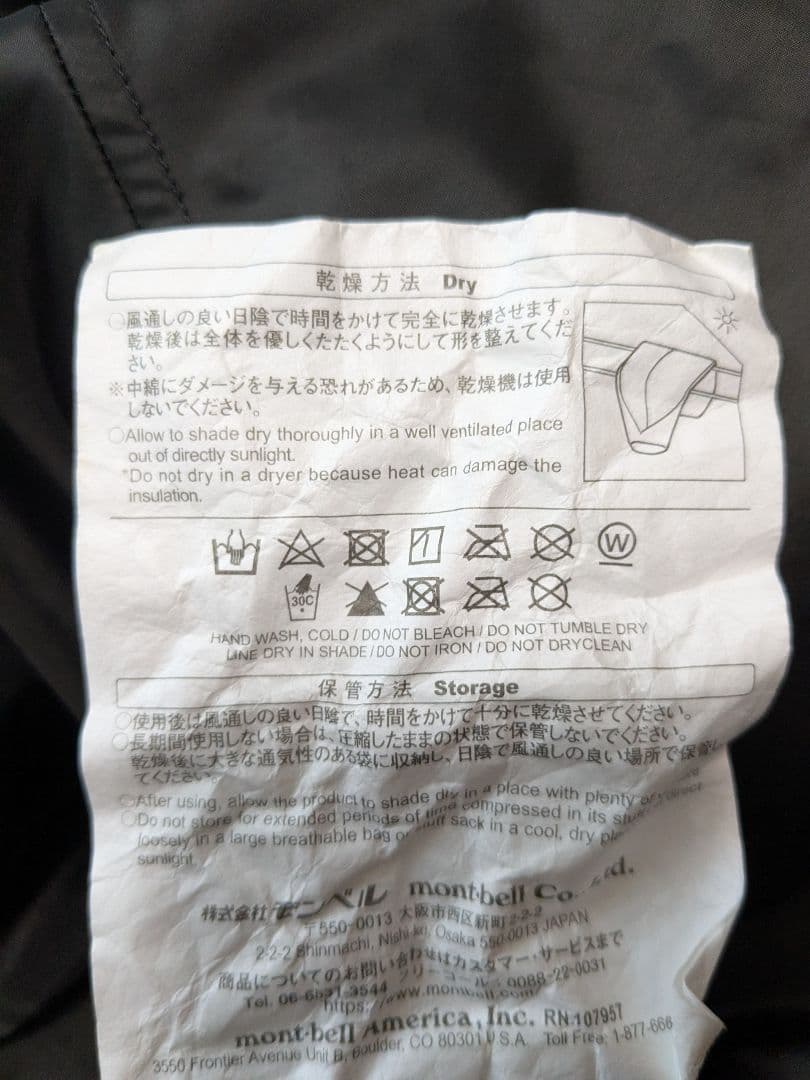 乾燥方法 Dry
○風通しの良い日陰で時間をかけて完全に乾燥させます。
乾燥後は全体を優しくたたくようにして形を整えてくだ
さい。
※中綿にダメージを与える恐れがあるため、乾燥機は使用
しないでください。
○Allow to shade dry thoroughly in a well ventilated place
out of directly sunlight.
*Do not dry in a dryer because heat can damage the
insulation.
W
30C
HAND WASH, COLD / DO NOT BLEACH / DO NOT TUMBLE DRY
LINE DRY IN SHADE / DO NOT IRON / DO NOT DRYCLEAN
保管方法 Storage
○使用後は風通しの良い日陰で、時間をかけて十分に乾燥させてください。
○長期間使用しない場合は、圧縮したままの状態で保管しないでください。
乾燥後に大きな通気性のある袋に収納し、日陰で風通しの良い場所で保管し
てください。
○After using, allow the product to shade dry in a place with plenty of
○Do not store for extended periods of time compressed in its
loosely in a large breathable bag or stuff sack in a cool, dry
sunlight.
株式会社モンベル mont-bell Co., Ltd.
〒550-0013 大阪市西区新町2-2-2
2-2-2 Shinmachi, Nishi-ku, Osaka 550-0013 JAPAN
商品についてのお問い合わせはカスタマー・サービスまで
Tel. 06-6531-3544 フリーコール：0088-22-0031
https://www.montbell.com
mont-bell America, Inc. RN 107957
3550 Frontier Avenue Unit B, Boulder, CO 80301 U.S.A. Toll Free: 1-877-666